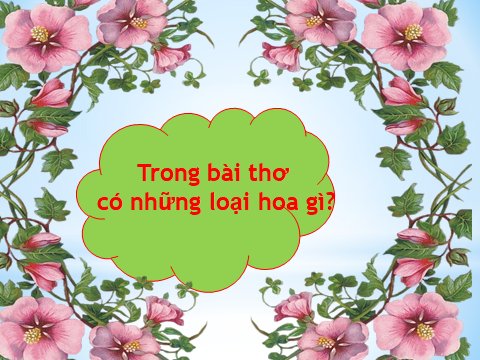 Trong bài thơ
có những loại hoa gì?